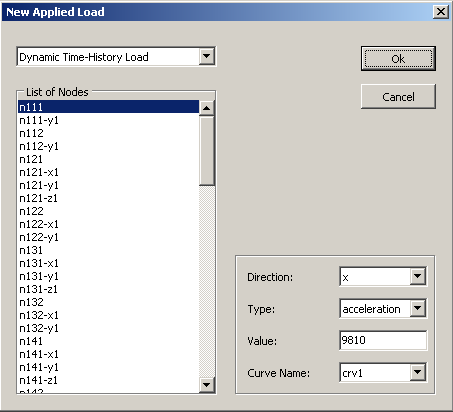 New Applied Load
Dynamic Time-History Load
Ok
Cancel
List of Nodes
n111
n111-y1
n112
n112-y1
n121
n121-x1
n121-y1
n121-z1
n122
n122-x1
n122-y1
n131
n131-x1
n131-y1
n131-z1
n132
n132-x1
n132-y1
n141
n141-x1
n141-y1
n141-z1
n142
Direction: x
Type: acceleration
Value: 9810
Curve Name: crv1